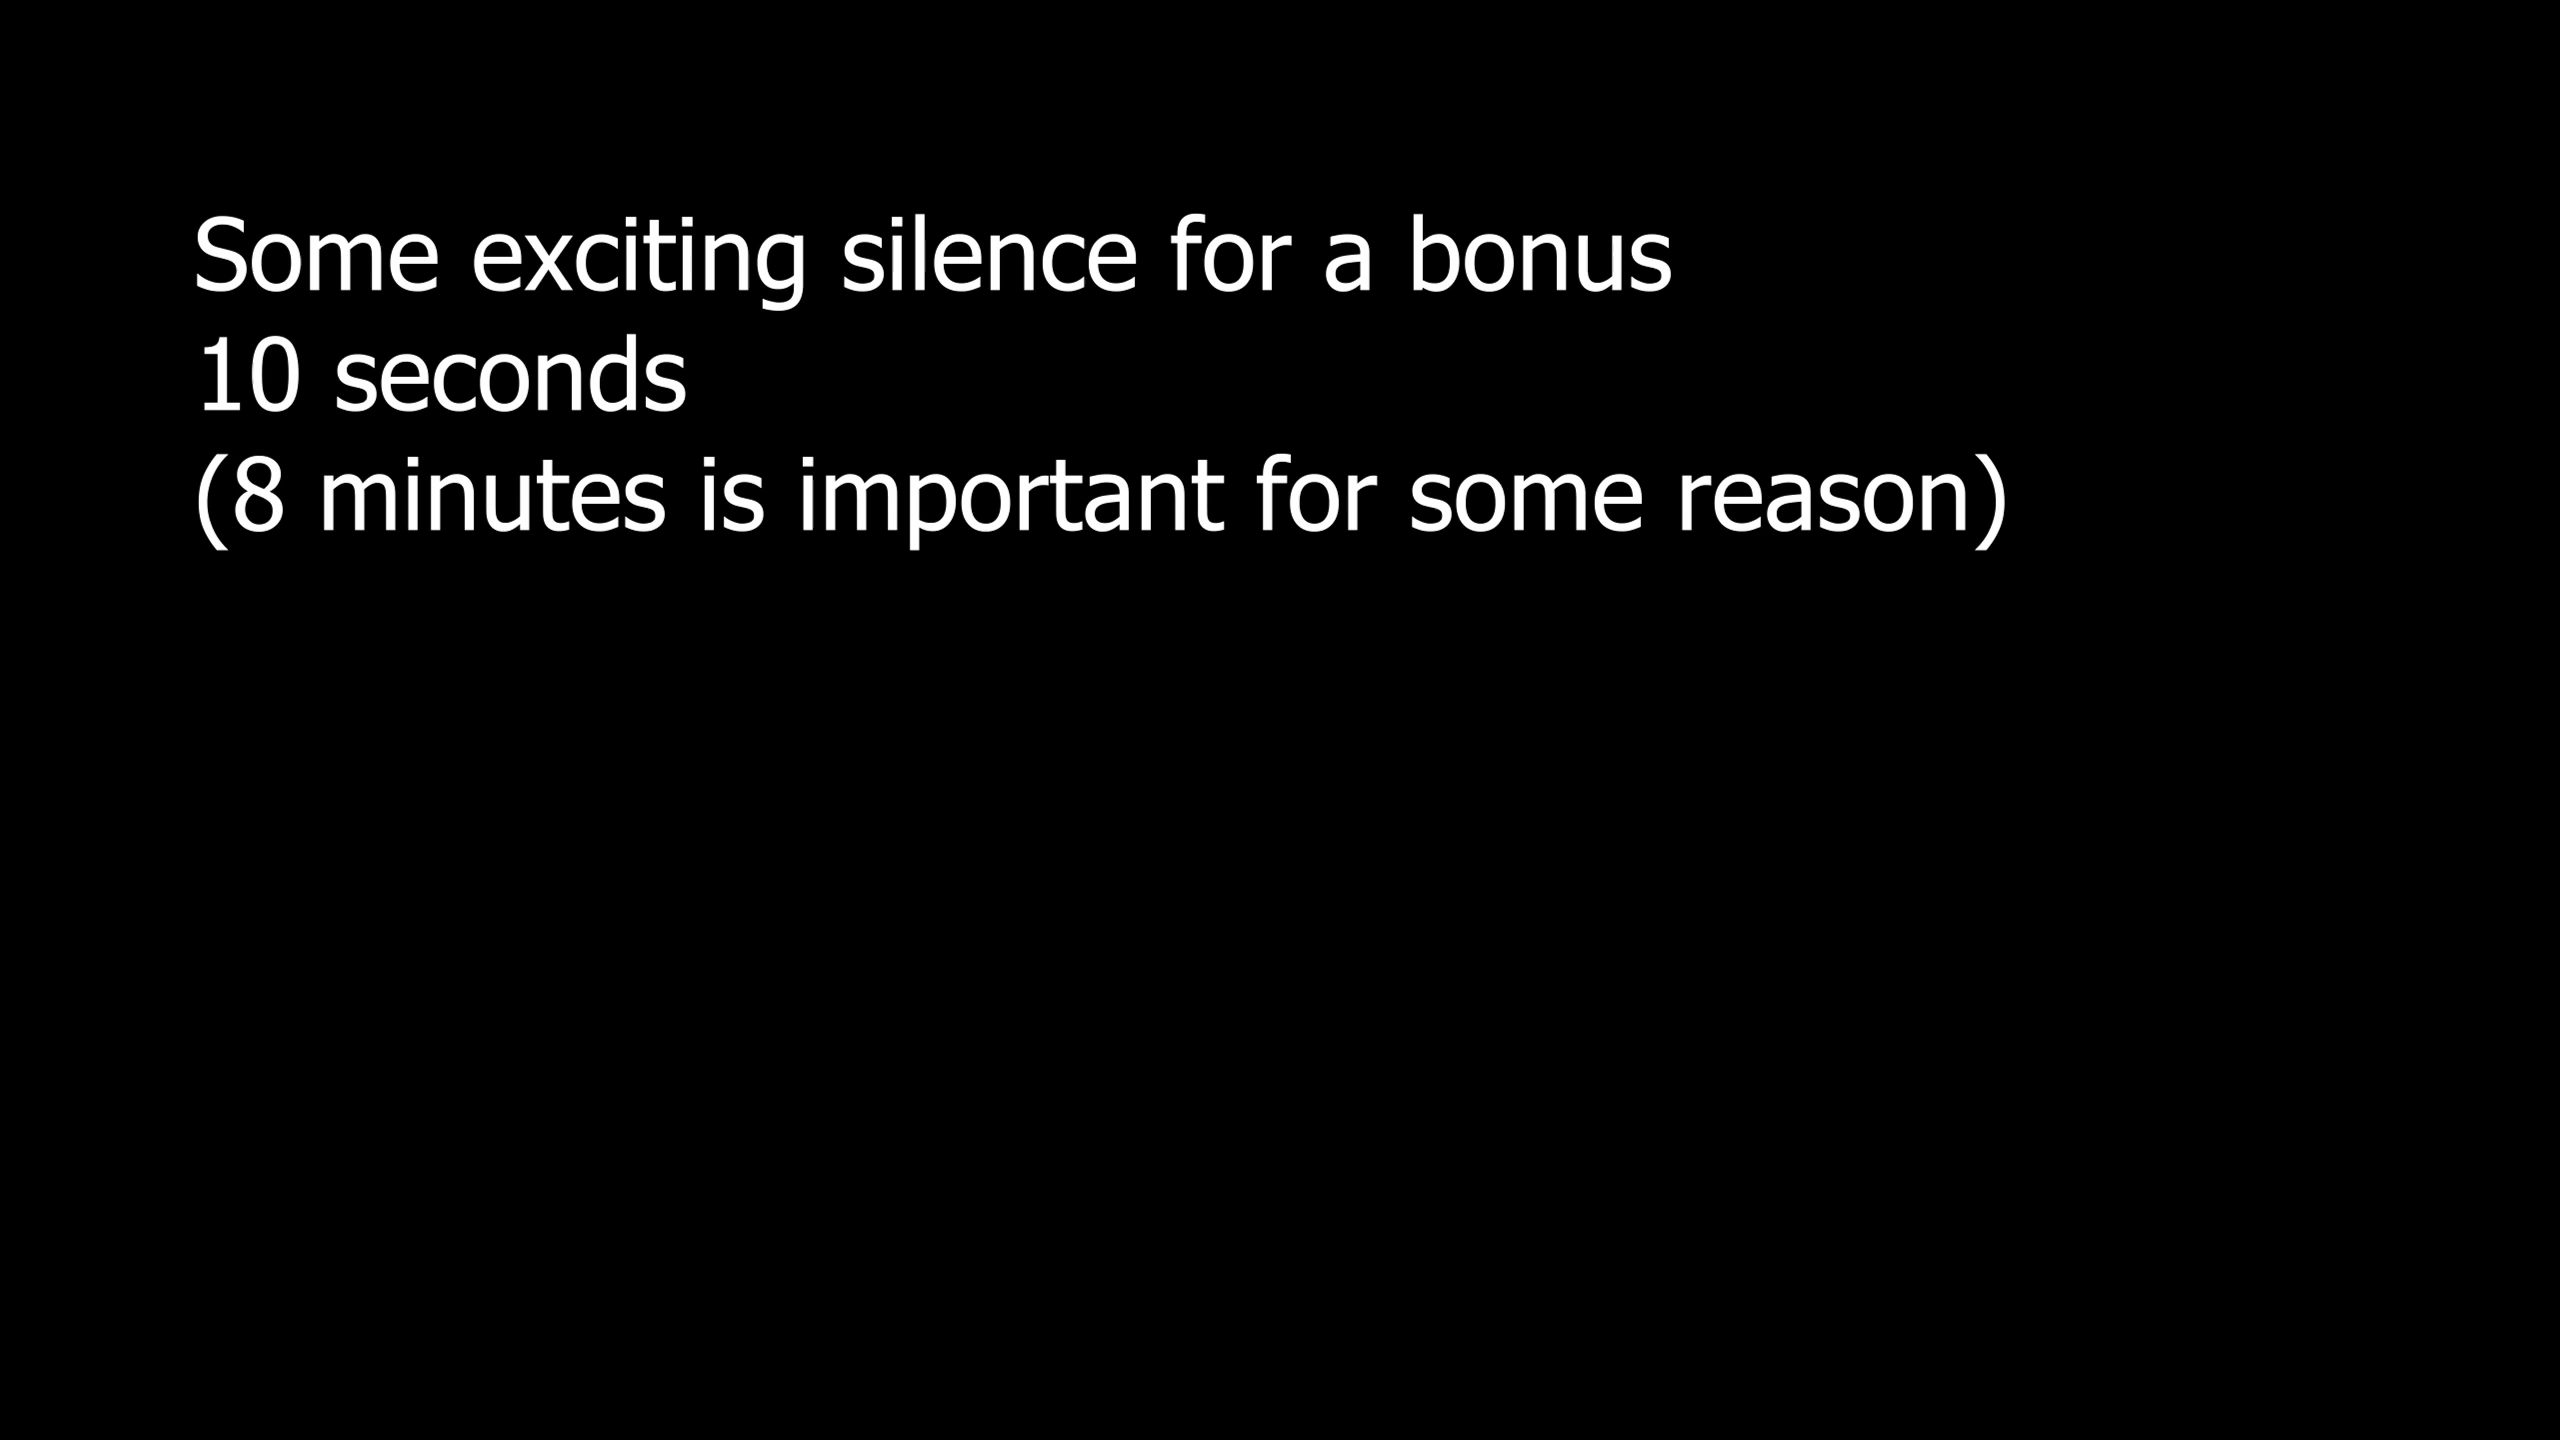 Some exciting silence for a bonus
10 seconds
(8 minutes is important for some reason)